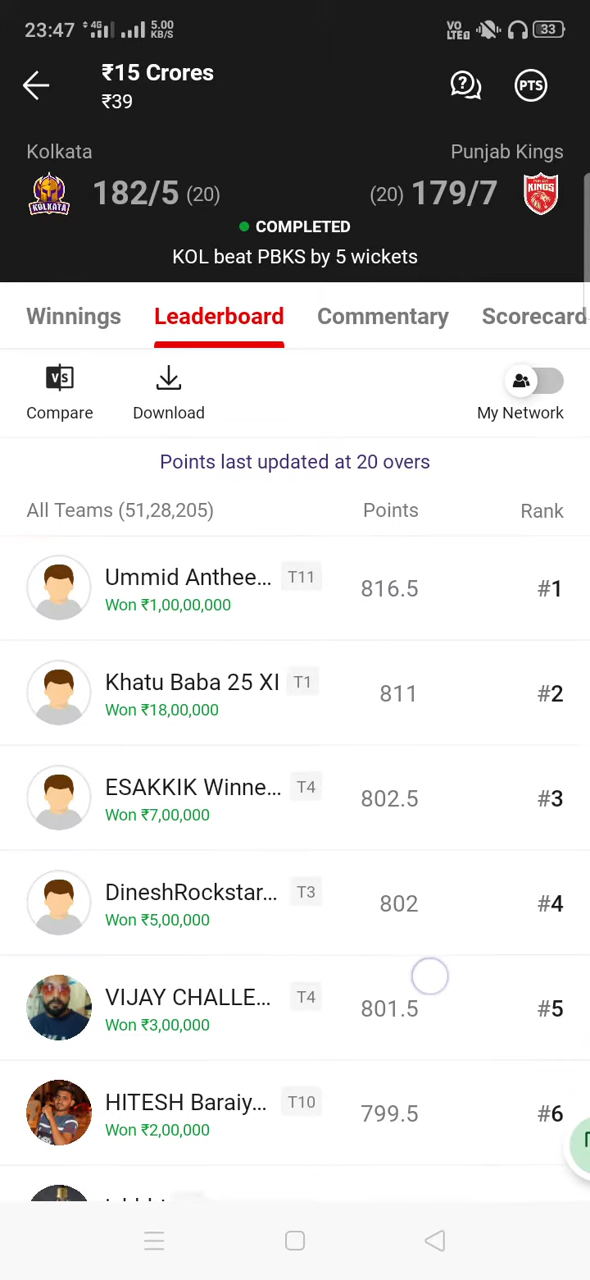 23:47 4G 5.00 KB/S VO LTE 33
₹15 Crores
₹39
PTS
Kolkata Punjab Kings
KOLKATA 182/5 (20) (20) 179/7 KINGS
COMPLETED
KOL beat PBKS by 5 wickets
Winnings Leaderboard Commentary Scorecard
VS
Compare Download My Network
Points last updated at 20 overs
All Teams (51,28,205) Points Rank
Ummid Anthee... T11 816.5 #1
Won ₹1,00,00,000
Khatu Baba 25 XI T1 811 #2
Won ₹18,00,000
ESAKKIK Winne... T4 802.5 #3
Won ₹7,00,000
DineshRockstar... T3 802 #4
Won ₹5,00,000
VIJAY CHALLE... T4 801.5 #5
Won ₹3,00,000
HITESH Baraiy... T10 799.5 #6
Won ₹2,00,000